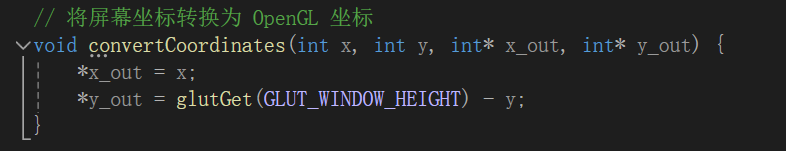 // 将屏幕坐标转换为 OpenGL 坐标
void convertCoordinates(int x, int y, int* x_out, int* y_out) {
*x_out = x;
*y_out = glutGet(GLUT_WINDOW_HEIGHT) - y;
}